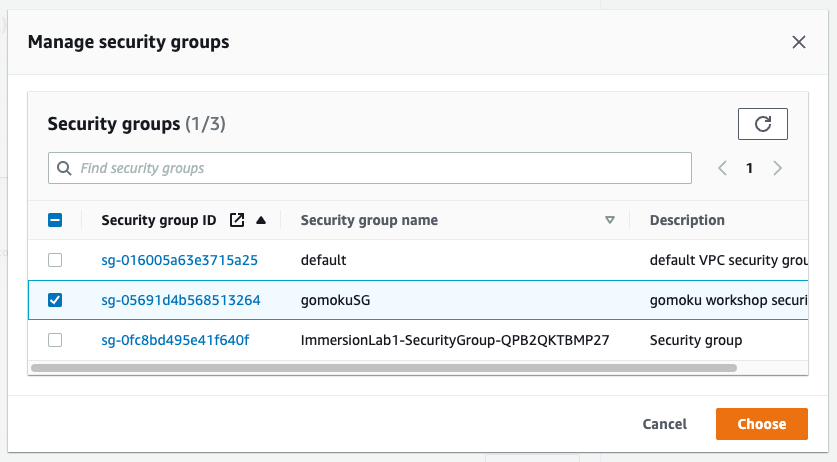 Manage security groups
Security groups (1/3)
Find security groups
1
Security group ID Security group name Description
sg-016005a63e3715a25 default default VPC security grou
sg-05691d4b568513264 gomokuSG gomoku workshop securi
sg-0fc8bd495e41f640f ImmersionLab1-SecurityGroup-QPB2QKTBMP27 Security group
Cancel Choose